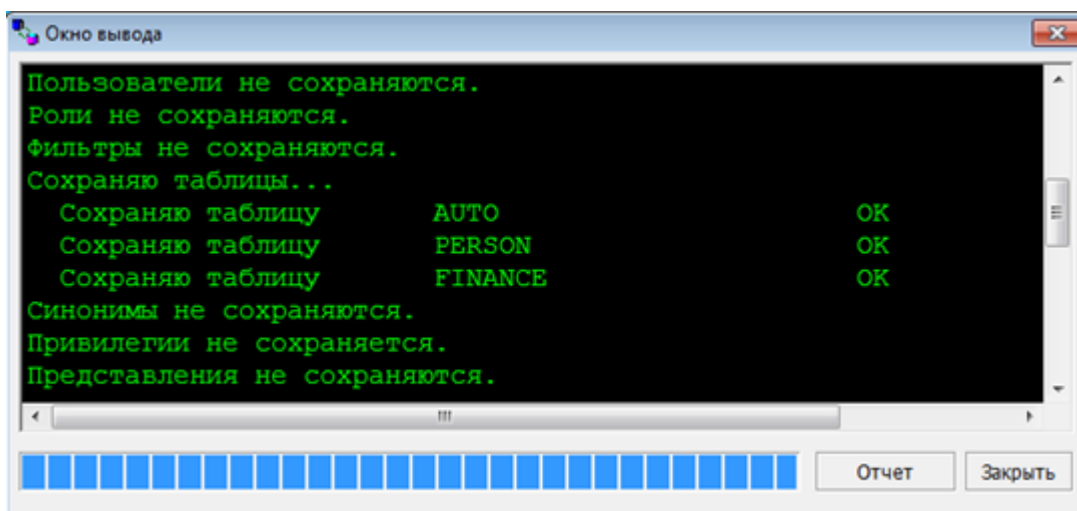 Окно вывода
Пользователи не сохраняются.
Роли не сохраняются.
Фильтры не сохраняются.
Сохраняю таблицы...
Сохраняю таблицу AUTO OK
Сохраняю таблицу PERSON OK
Сохраняю таблицу FINANCE OK
Синонимы не сохраняются.
Привилегии не сохраняется.
Представления не сохраняются.
Отчет Закрыть